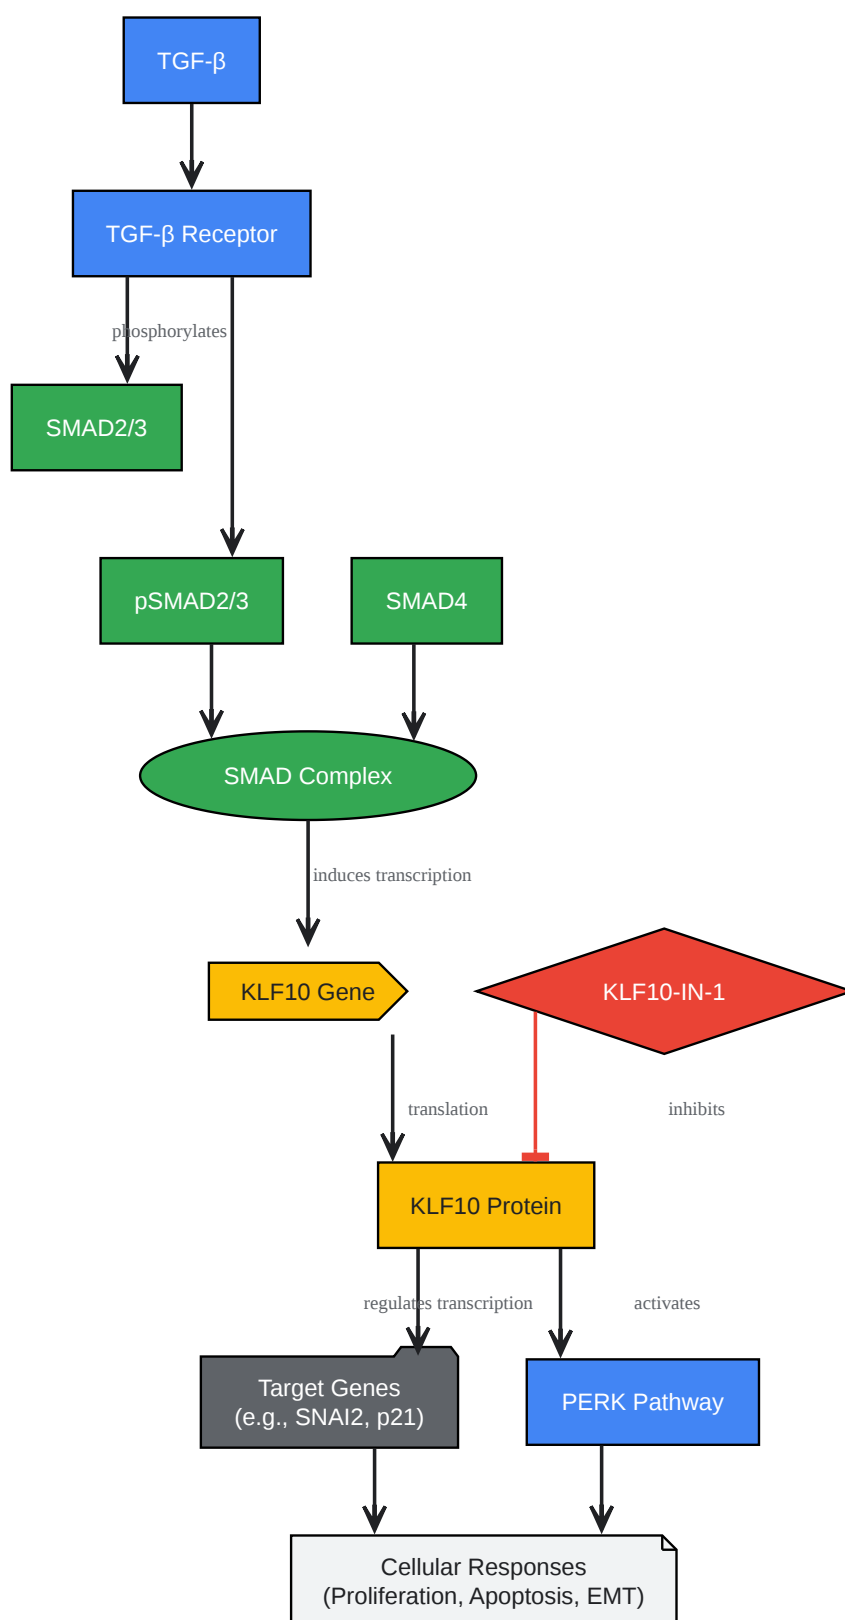 TGF-β
TGF-β Receptor
phosphorylates
SMAD2/3
pSMAD2/3
SMAD4
SMAD Complex
induces transcription
KLF10 Gene
KLF10-IN-1
translation
inhibits
KLF10 Protein
regulates transcription
activates
Target Genes
(e.g., SNAI2, p21)
PERK Pathway
Cellular Responses
(Proliferation, Apoptosis, EMT)